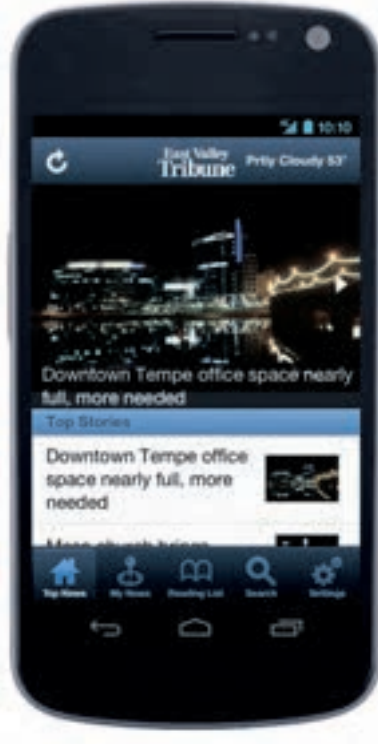 10:10
East Valley
Tribune
Prtly Cloudy 53°
Downtown Tempe office space nearly
full, more needed
Top Stories
Downtown Tempe office
space nearly full, more
needed
Top News My News Reading List Search Settings